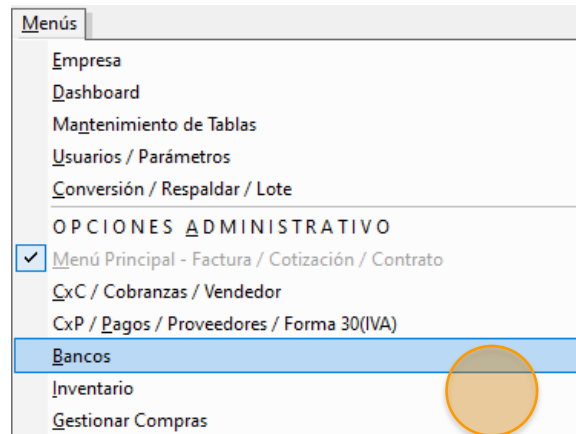 Menús
Empresa
Dashboard
Mantenimiento de Tablas
Usuarios / Parámetros
Conversión / Respaldar / Lote
OPCIONES ADMINISTRATIVO
Menú Principal - Factura / Cotización / Contrato
CxC / Cobranzas / Vendedor
CxP / Pagos / Proveedores / Forma 30(IVA)
Bancos
Inventario
Gestionar Compras